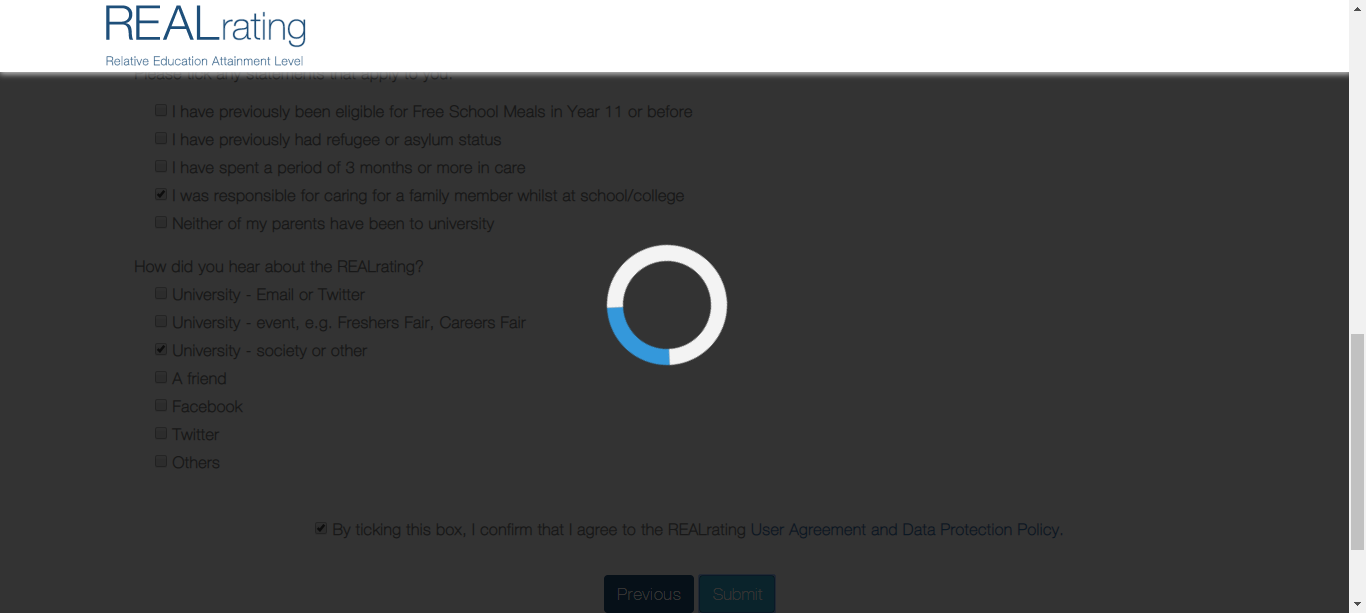 REALrating
Relative Education Attainment Level
Please tick any statements that apply to you.
I have previously been eligible for Free School Meals in Year 11 or before
I have previously had refugee or asylum status
I have spent a period of 3 months or more in care
I was responsible for caring for a family member whilst at school/college
Neither of my parents have been to university
How did you hear about the REALrating?
University - Email or Twitter
University - event, e.g. Freshers Fair, Careers Fair
University - society or other
A friend
Facebook
Twitter
Others
By ticking this box, I confirm that I agree to the REALrating User Agreement and Data Protection Policy.
Previous Submit